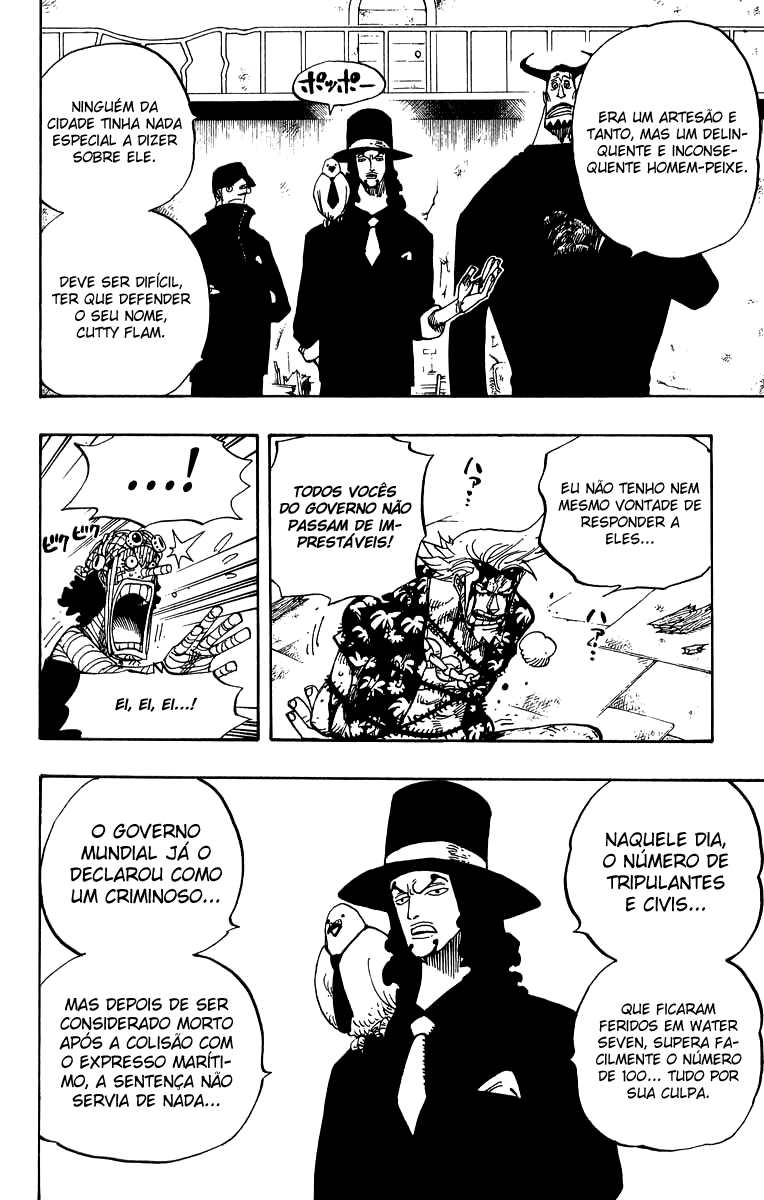 ERA UM ARTESÃO E
TANTO, MAS UM DELIN-
QUENTE E INCONSE-
QUENTE HOMEM-PEIXE.
ポッポー
NINGUÉM DA
CIDADE TINHA NADA
ESPECIAL A DIZER
SOBRE ELE.
DEVE SER DIFÍCIL,
TER QUE DEFENDER
O SEU NOME,
CUTTY FLAM.
EU NÃO TENHO NEM
MESMO VONTADE DE
RESPONDER A
ELES...
ハァ...
ハァ...
TODOS VOCÊS
DO GOVERNO NÃO
PASSAM DE IM-
PRESTÁVEIS!
....!
ビクビク
EI, EI, EI...!
NAQUELE DIA,
O NÚMERO DE
TRIPULANTES
E CIVIS...
QUE FICARAM
FERIDOS EM WATER
SEVEN, SUPERA FA-
CILMENTE O NÚMERO
DE 100... TUDO POR
SUA CULPA.
O GOVERNO
MUNDIAL JÁ O
DECLAROU COMO
UM CRIMINOSO...
MAS DEPOIS DE SER
CONSIDERADO MORTO
APÓS A COLISÃO COM
O EXPRESSO MARÍTI-
MO, A SENTENÇA NÃO
SERVIA DE NADA...